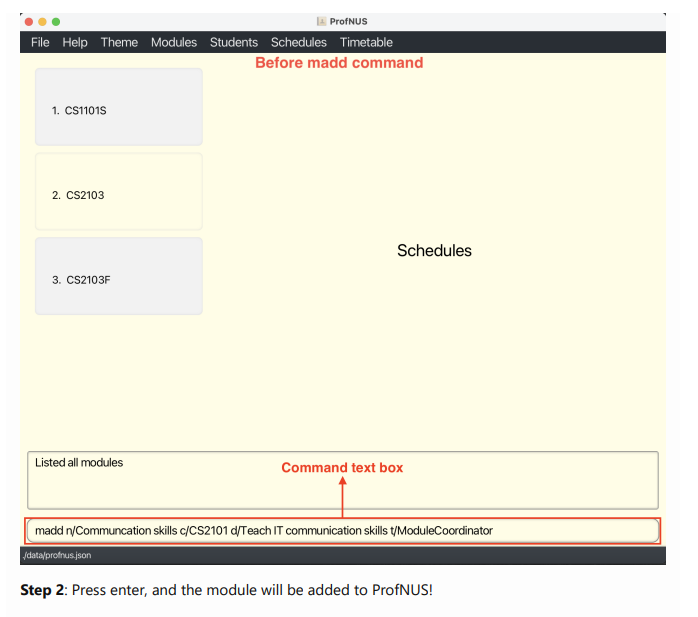 ProfNUS
File Help Theme Modules Students Schedules Timetable
Before madd command
1. CS1101S
2. CS2103
3. CS2103F
Schedules
Listed all modules
Command text box
madd n/Communcation skills c/CS2101 d/Teach IT communication skills t/ModuleCoordinator
./data/profnus.json
Step 2: Press enter, and the module will be added to ProfNUS!